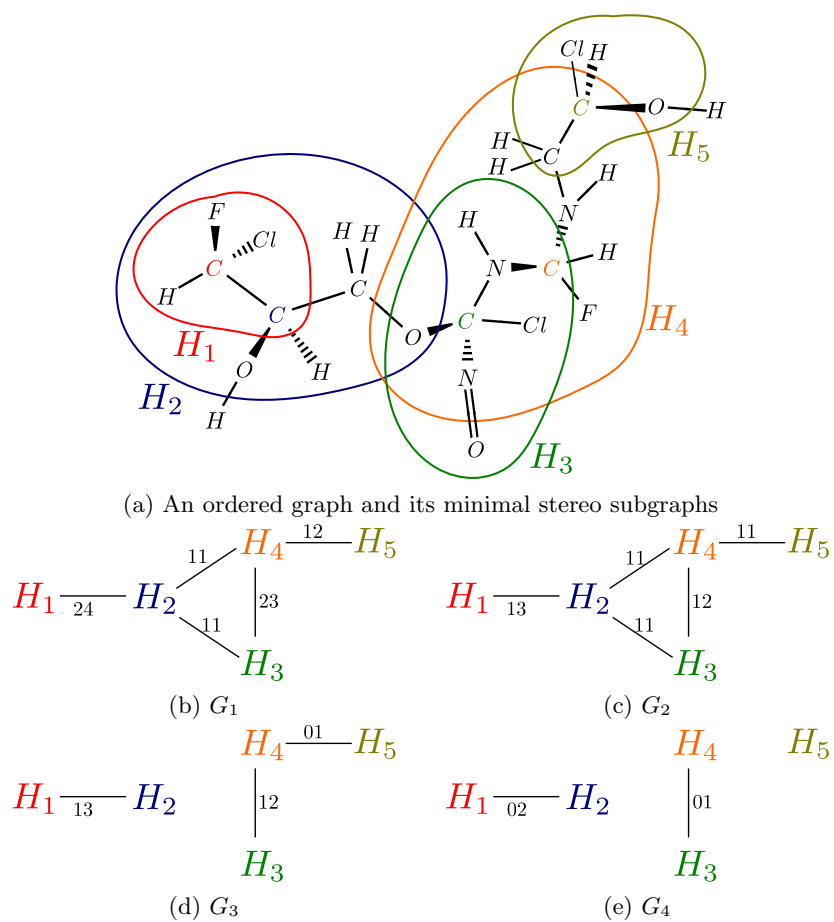 Cl H
C O H
H C H₅
H
H
N
F H
Cl H H N C H
C
H C C F
H₁ O C Cl H₄
O H N
H₂ H
O H₃
(a) An ordered graph and its minimal stereo subgraphs
H₄ 12 H₅
11
H₁ 24 H₂ 23
11
H₃
(b) G₁
H₄ 11 H₅
11
H₁ 13 H₂ 12
11
H₃
(c) G₂
H₄ 01 H₅
H₁ 13 H₂ 12
H₃
(d) G₃
H₄ H₅
H₁ 02 H₂ 01
H₃
(e) G₄